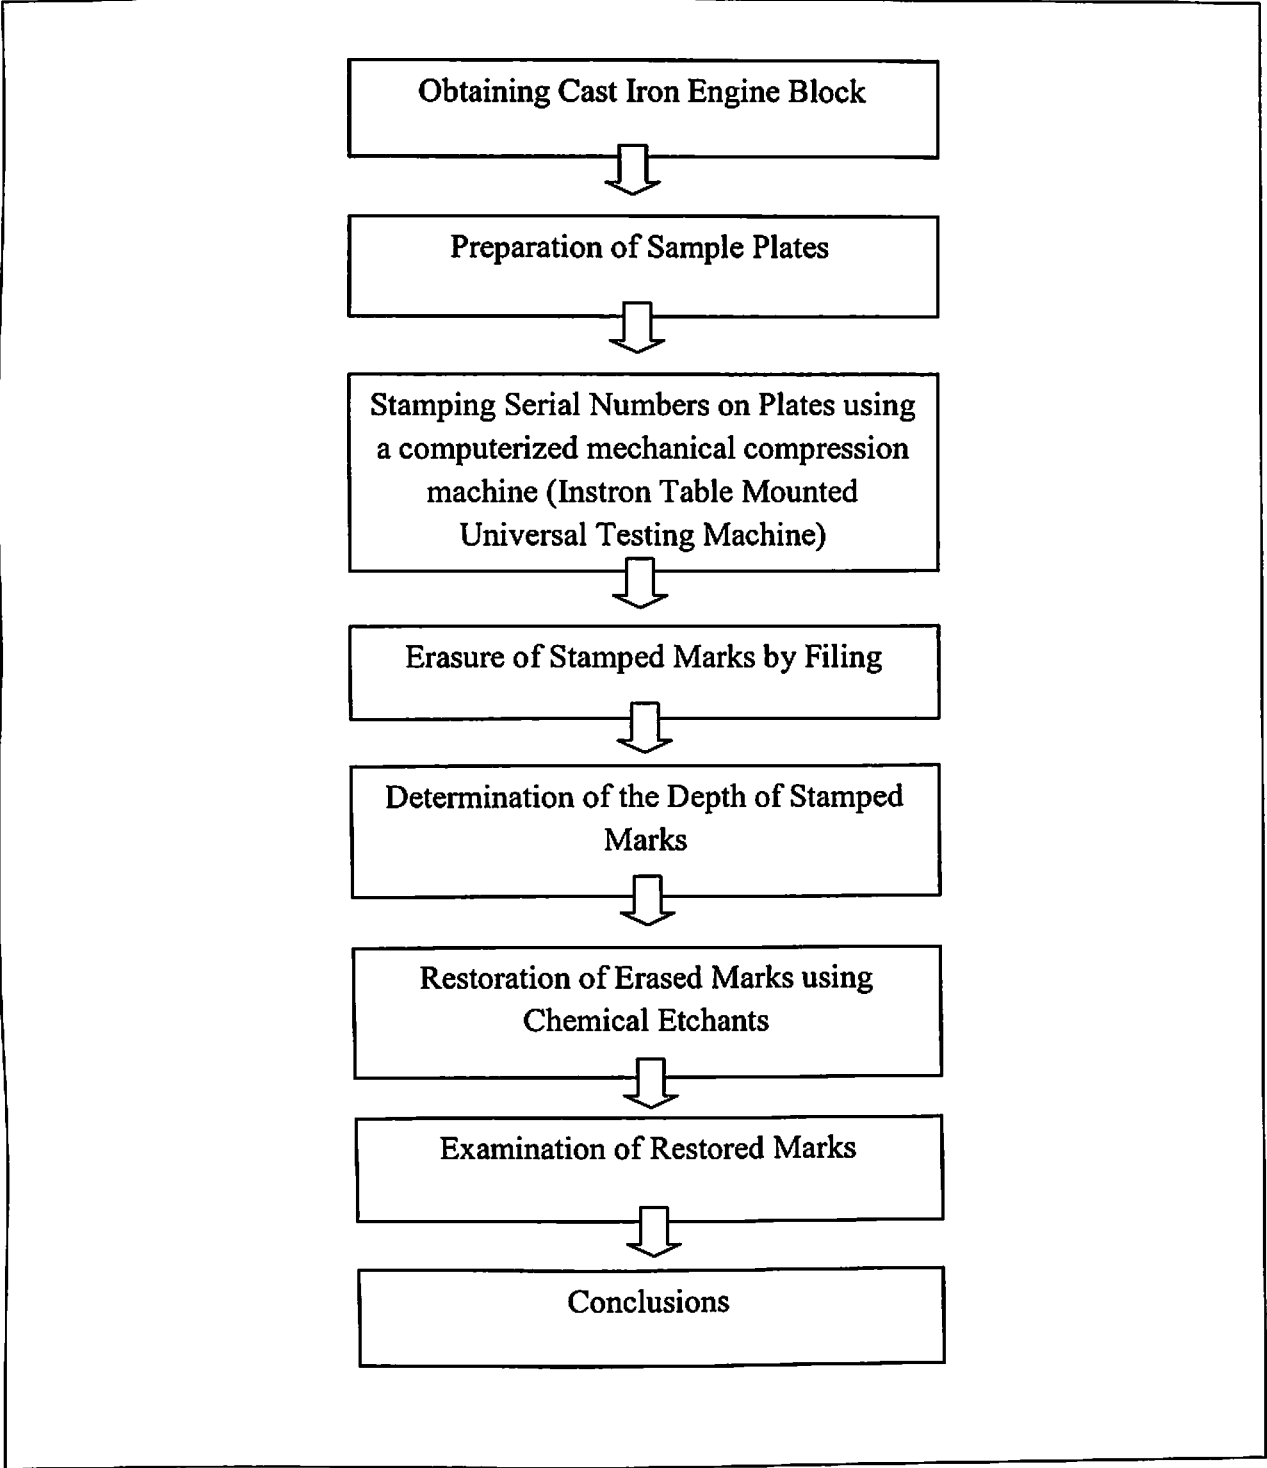 Obtaining Cast Iron Engine Block
Preparation of Sample Plates
Stamping Serial Numbers on Plates using
a computerized mechanical compression
machine (Instron Table Mounted
Universal Testing Machine)
Erasure of Stamped Marks by Filing
Determination of the Depth of Stamped
Marks
Restoration of Erased Marks using
Chemical Etchants
Examination of Restored Marks
Conclusions